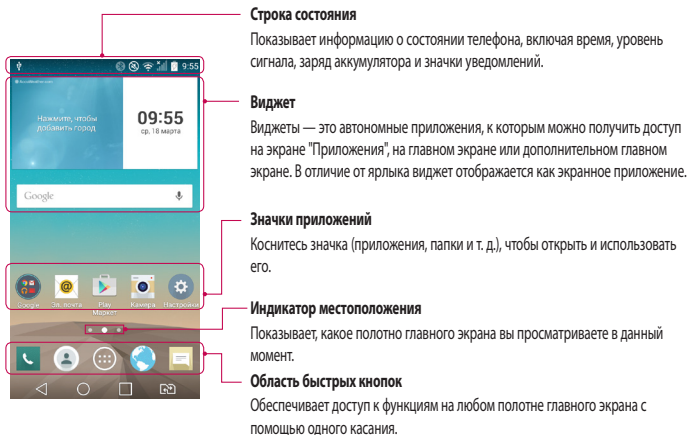 Строка состояния
Показывает информацию о состоянии телефона, включая время, уровень
сигнала, заряд аккумулятора и значки уведомлений.
9:55
Нажмите, чтобы
добавить город
09:55
ср, 18 марта
Google
Виджет
Виджеты — это автономные приложения, к которым можно получить доступ
на экране "Приложения", на главном экране или дополнительном главном
экране. В отличие от ярлыка виджет отображается как экранное приложение.
Значки приложений
Коснитесь значка (приложения, папки и т. д.), чтобы открыть и использовать
его.
Google
Эл. почта
Play
Маркет
Камера
Настройки
Индикатор местоположения
Показывает, какое полотно главного экрана вы просматриваете в данный
момент.
Область быстрых кнопок
Обеспечивает доступ к функциям на любом полотне главного экрана с
помощью одного касания.